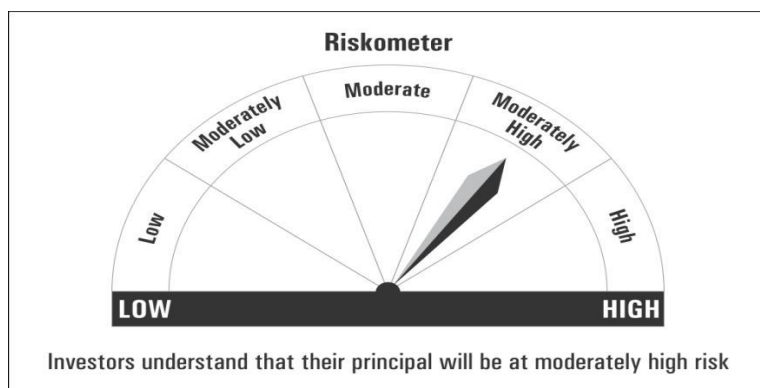 Riskometer
Low
Moderately
Low
Moderate
Moderately
High
High
LOW
HIGH
Investors understand that their principal will be at moderately high risk